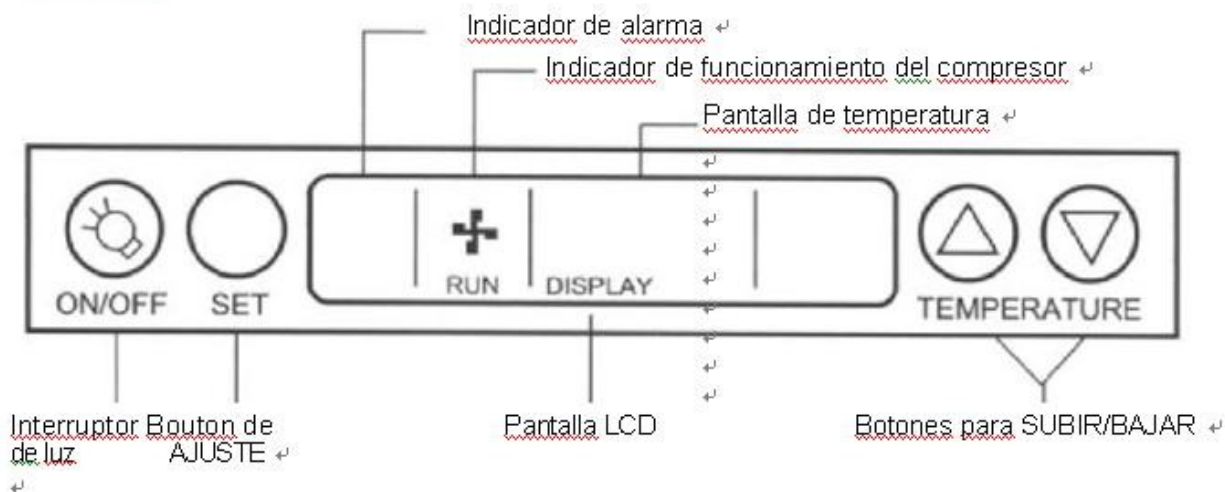 Indicador de alarma
Indicador de funcionamiento del compresor
Pantalla de temperatura
RUN
DISPLAY
ON/OFF
SET
TEMPERATURE
Interruptor
de luz
Bouton de
AJUSTE
Pantalla LCD
Botones para SUBIR/BAJAR